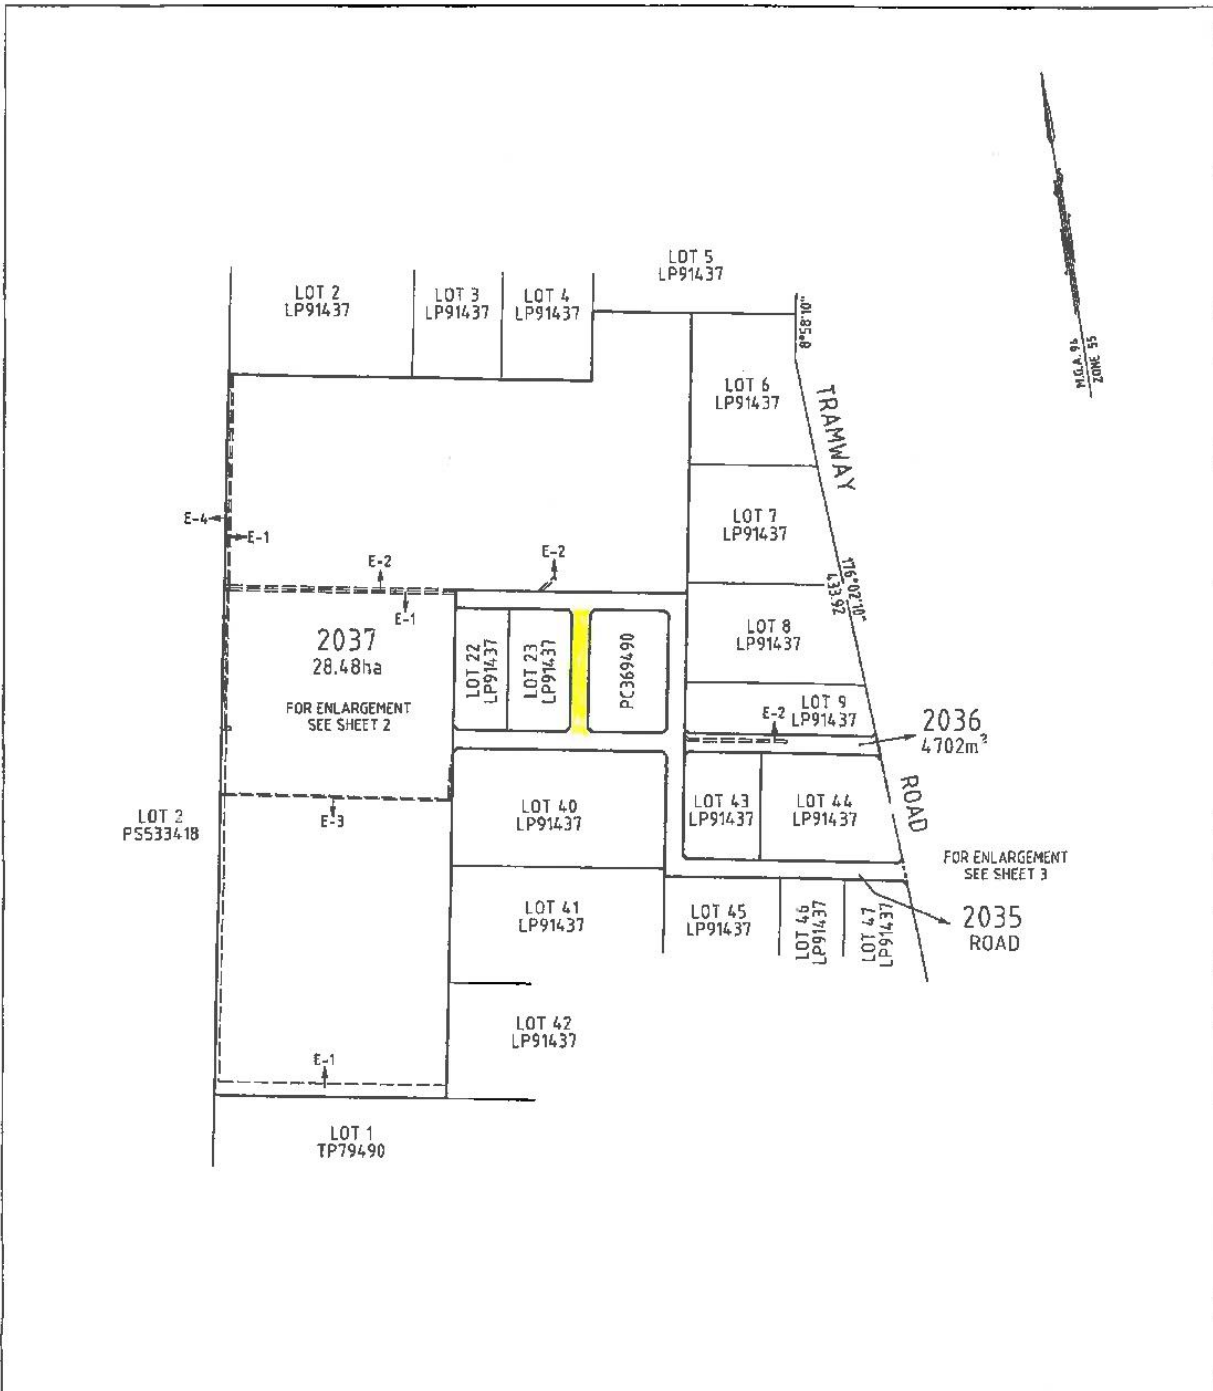 LOT 5
LP91437
LOT 2
LP91437
LOT 3
LP91437
LOT 4
LP91437
8°58'10"
M.G.A. 94
ZONE 55
LOT 6
LP91437
TRAMWAY
LOT 7
LP91437
E-4
E-1
E-2
E-2
E-1
176°02'10"
433.92
2037
28.48ha
FOR ENLARGEMENT
SEE SHEET 2
LOT 22
LP91437
LOT 23
LP91437
PC369490
LOT 8
LP91437
LOT 9
LP91437
E-2
2036
4702m²
LOT 2
PS533418
E-3
LOT 40
LP91437
LOT 43
LP91437
LOT 44
LP91437
ROAD
FOR ENLARGEMENT
SEE SHEET 3
LOT 41
LP91437
LOT 45
LP91437
LOT 46
LP91437
LOT 47
LP91437
2035
ROAD
LOT 42
LP91437
E-1
LOT 1
TP79490